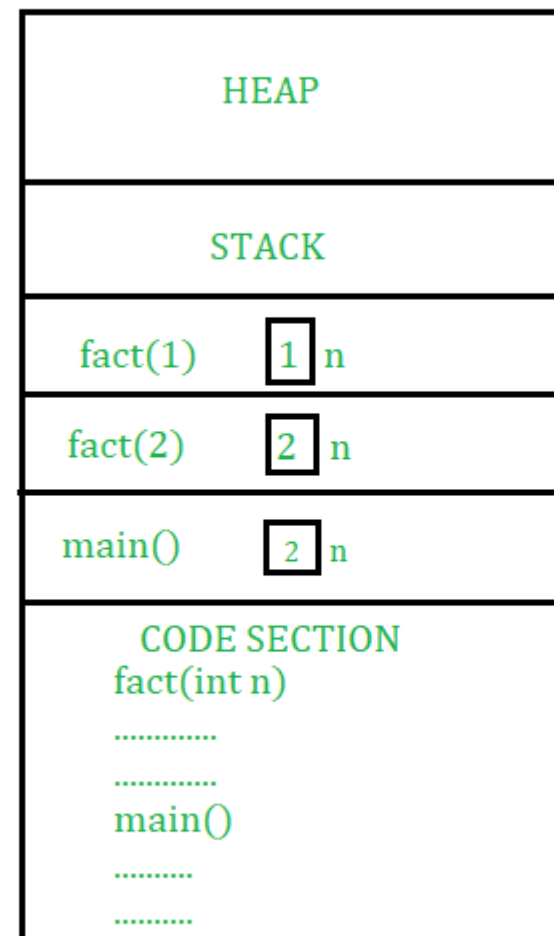 HEAP
STACK
fact(1) 1 n
fact(2) 2 n
main() 2 n
CODE SECTION
fact(int n)
.............
.............
main()
..........
..........